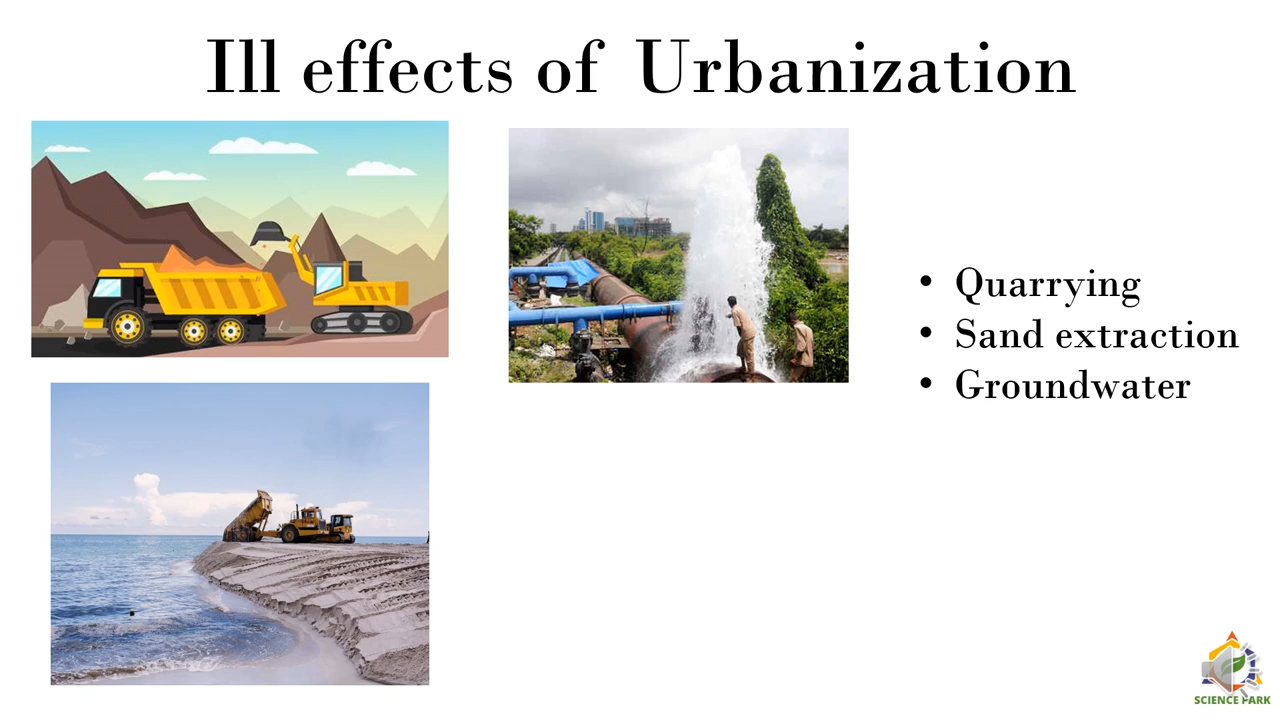 Ill effects of Urbanization
• Quarrying
• Sand extraction
• Groundwater
SCIENCE PARK